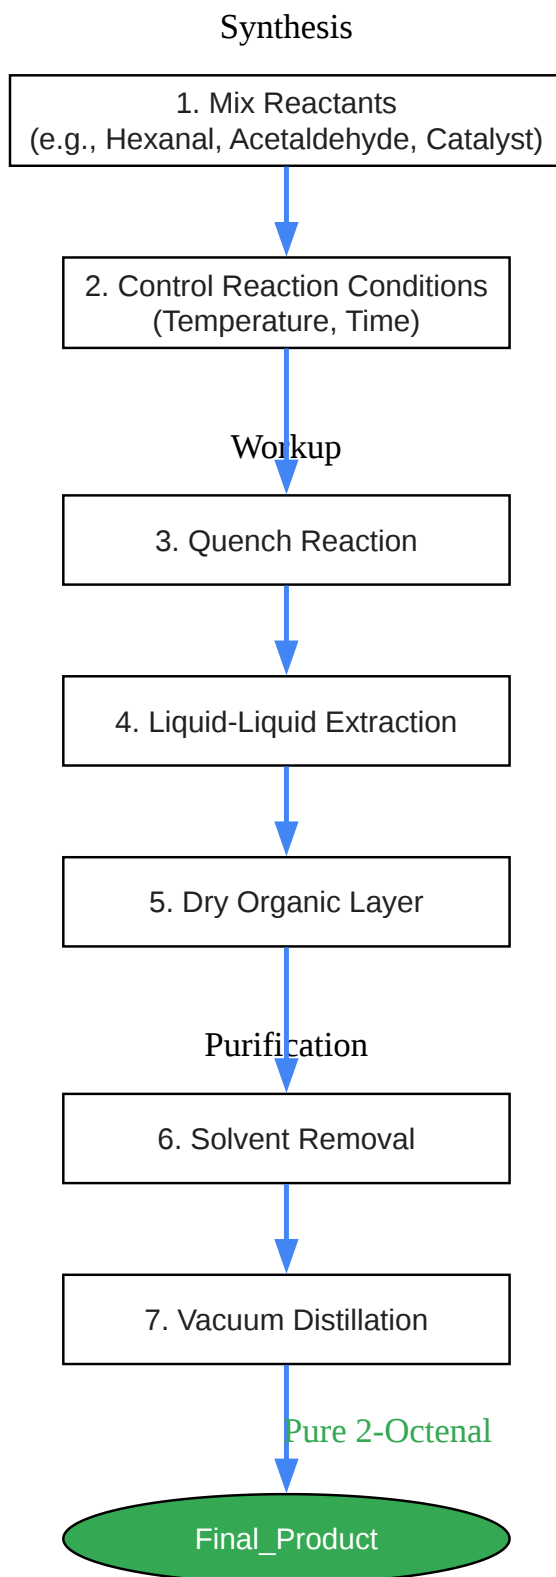 Synthesis
1. Mix Reactants
(e.g., Hexanal, Acetaldehyde, Catalyst)
2. Control Reaction Conditions
(Temperature, Time)
Workup
3. Quench Reaction
4. Liquid-Liquid Extraction
5. Dry Organic Layer
Purification
6. Solvent Removal
7. Vacuum Distillation
Pure 2-Octenal
Final_Product